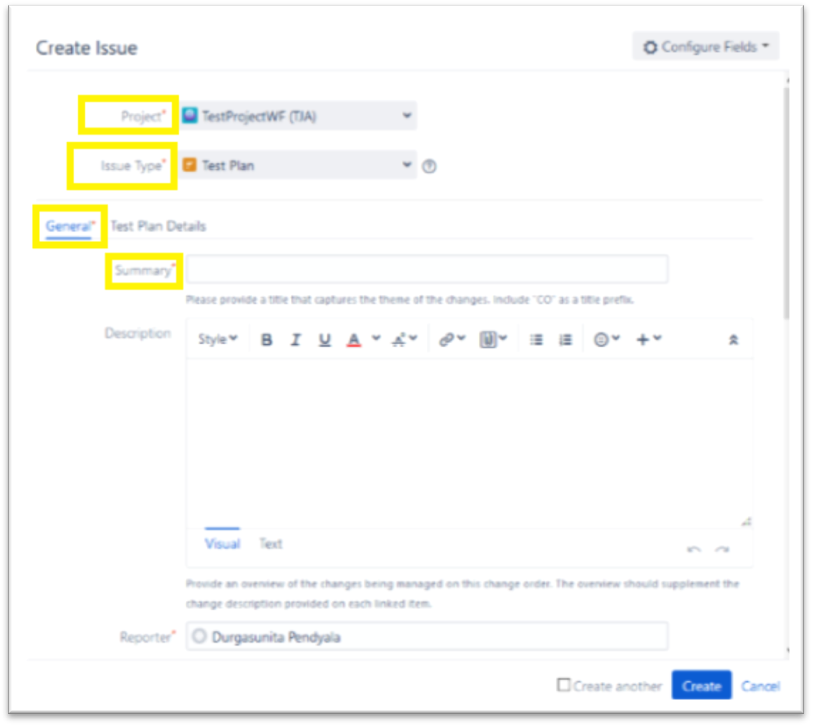 Create Issue
Configure Fields
Project*
TestProjectWF (TJA)
Issue Type*
Test Plan
General* Test Plan Details
Summary*
Please provide a title that captures the theme of the changes. Include "CO" as a title prefix.
Description
Style B I U A
Visual Text
Provide an overview of the changes being managed on this change order. The overview should supplement the
change description provided on each linked item.
Reporter*
Durgasunita Pendyala
Create another Create Cancel